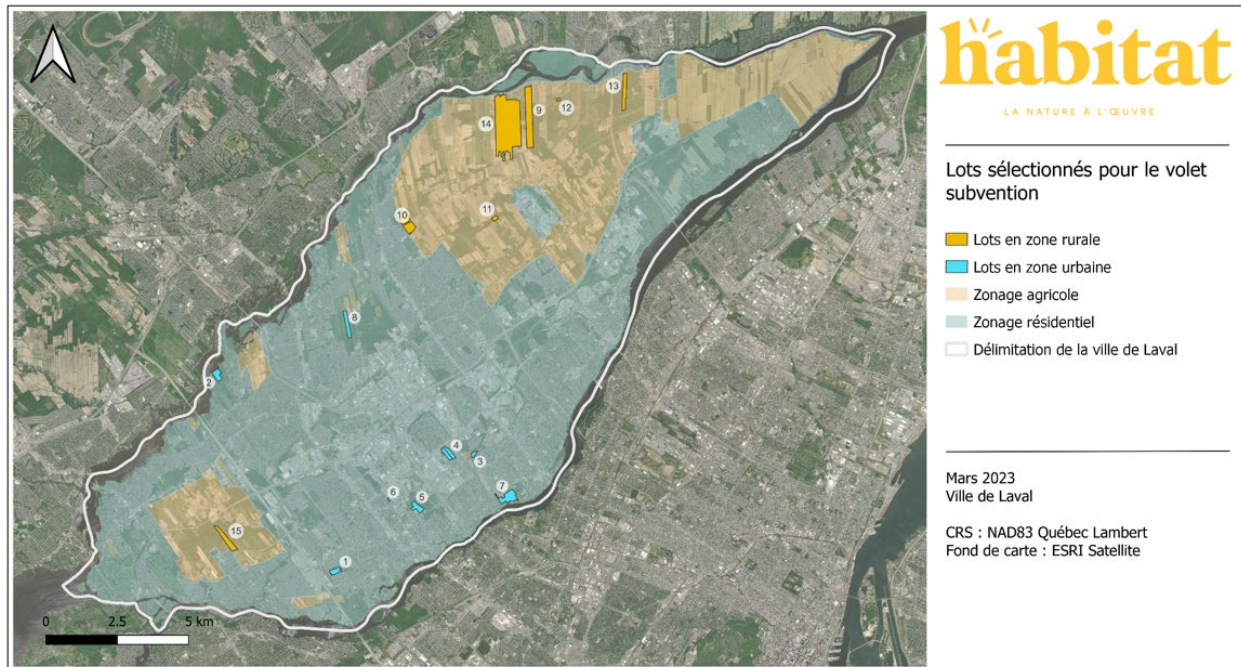 habitat
LA NATURE À L'ŒUVRE
Lots sélectionnés pour le volet
subvention
Lots en zone rurale
Lots en zone urbaine
Zonage agricole
Zonage résidentiel
Délimitation de la ville de Laval
Mars 2023
Ville de Laval
CRS : NAD83 Québec Lambert
Fond de carte : ESRI Satellite
13
9
12
14
10
11
8
2
4
3
6
5
7
15
1
0 2.5 5 km